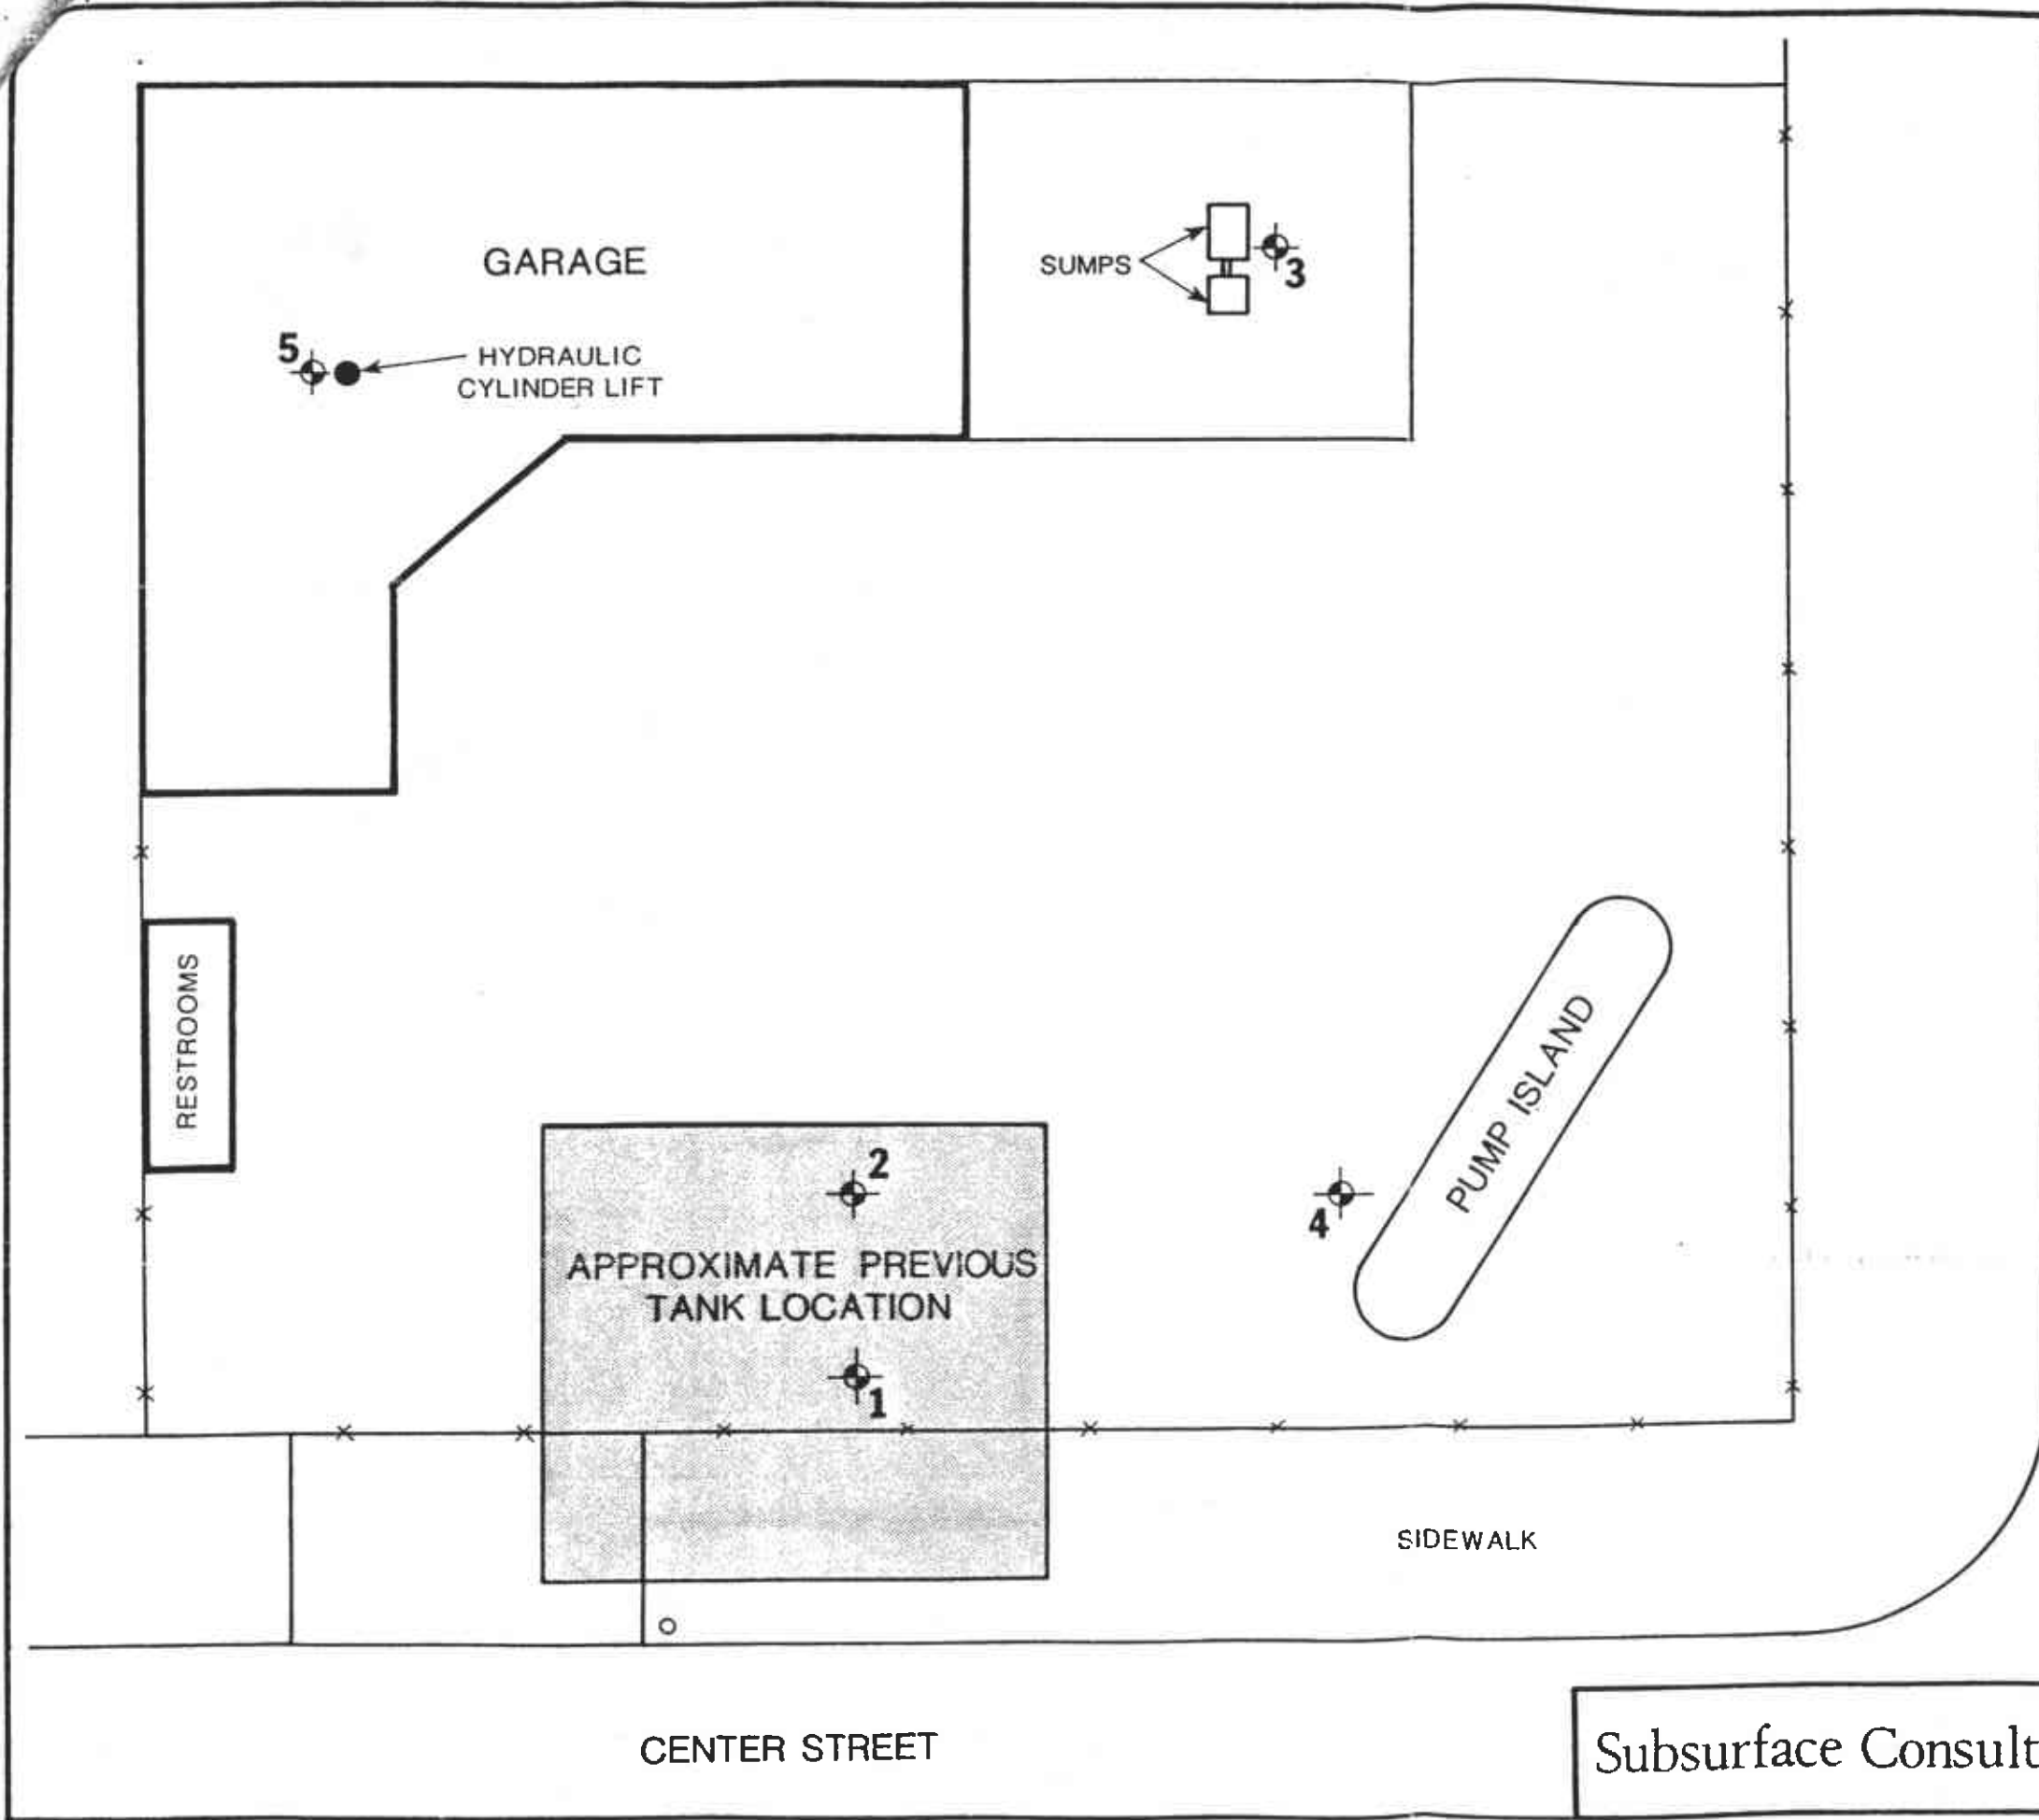 GARAGE
SUMPS
3
5
HYDRAULIC
CYLINDER LIFT
RESTROOMS
PUMP ISLAND
2
4
APPROXIMATE PREVIOUS
TANK LOCATION
1
SIDEWALK
CENTER STREET
Subsurface Consult